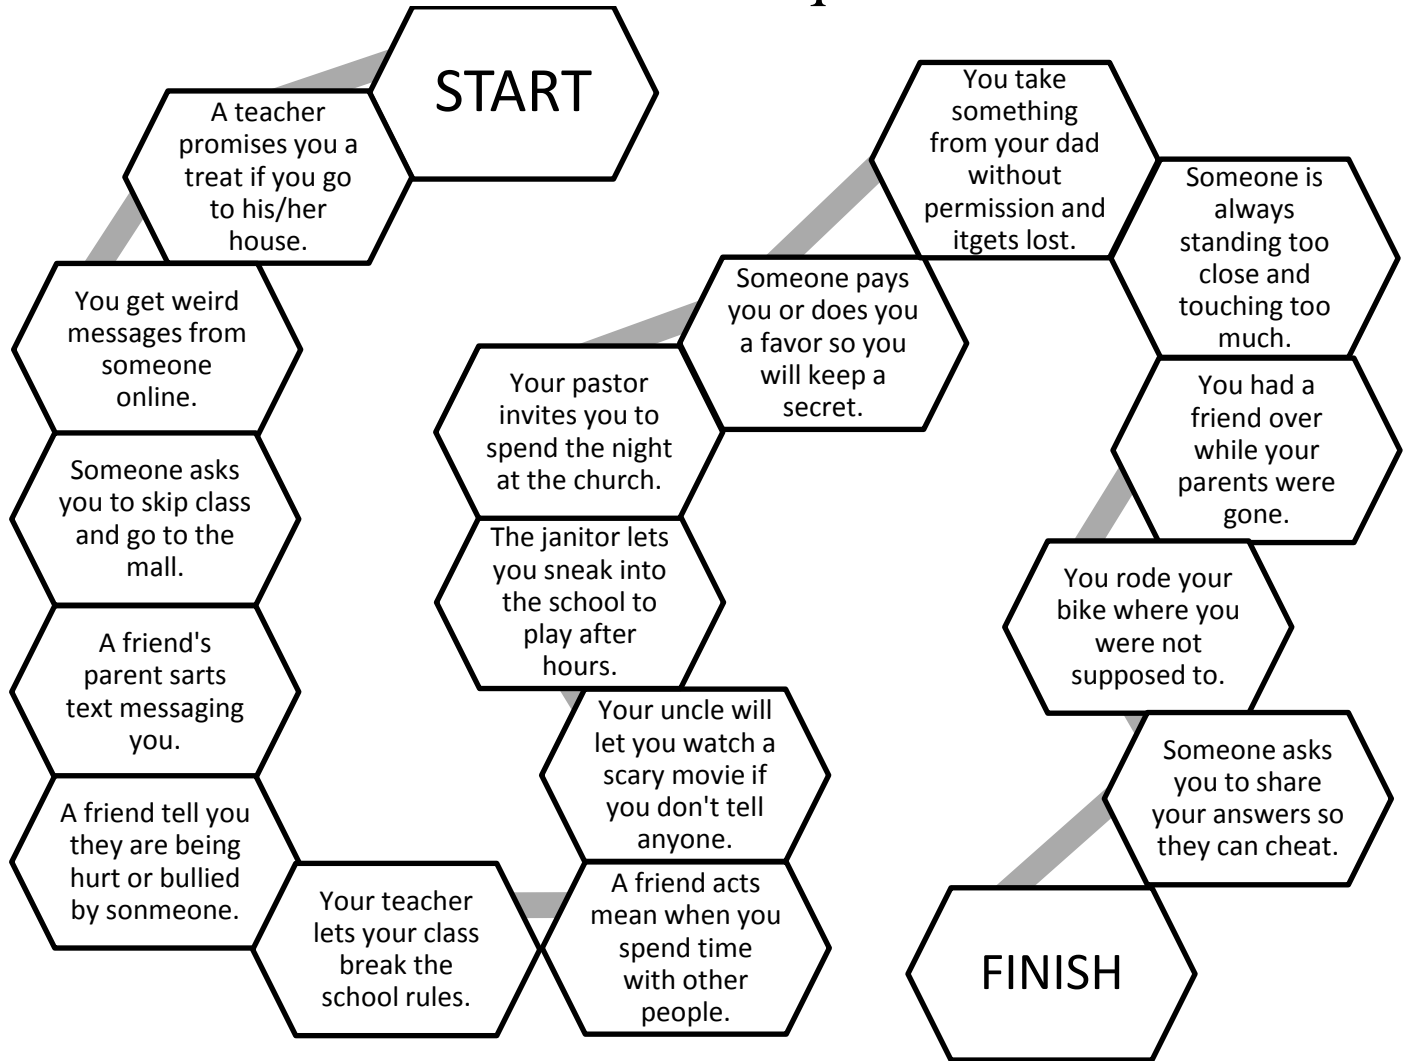 START
A teacher
promises you a
treat if you go
to his/her
house.
You get weird
messages from
someone
online.
Someone asks
you to skip class
and go to the
mall.
A friend's
parent sarts
text messaging
you.
A friend tell you
they are being
hurt or bullied
by sonmeone.
Your teacher
lets your class
break the
school rules.
A friend acts
mean when you
spend time
with other
people.
Your uncle will
let you watch a
scary movie if
you don't tell
anyone.
The janitor lets
you sneak into
the school to
play after
hours.
Your pastor
invites you to
spend the night
at the church.
Someone pays
you or does you
a favor so you
will keep a
secret.
You take
something
from your dad
without
permission and
itgets lost.
Someone is
always
standing too
close and
touching too
much.
You had a
friend over
while your
parents were
gone.
You rode your
bike where you
were not
supposed to.
Someone asks
you to share
your answers so
they can cheat.
FINISH